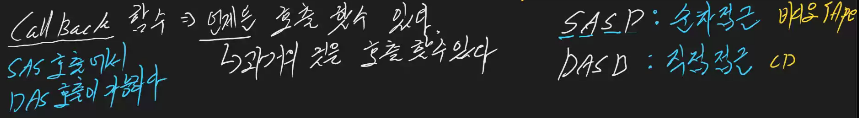 Call Back 함수 ⇒ 언제든 호출 할수 있다.
↳ 과거의 것은 호출 할수있다
SAS 호출에서
DAS 호출이 가능하다
SASD : 순차접근 비디오 TApe
DASD : 직접접근 CD